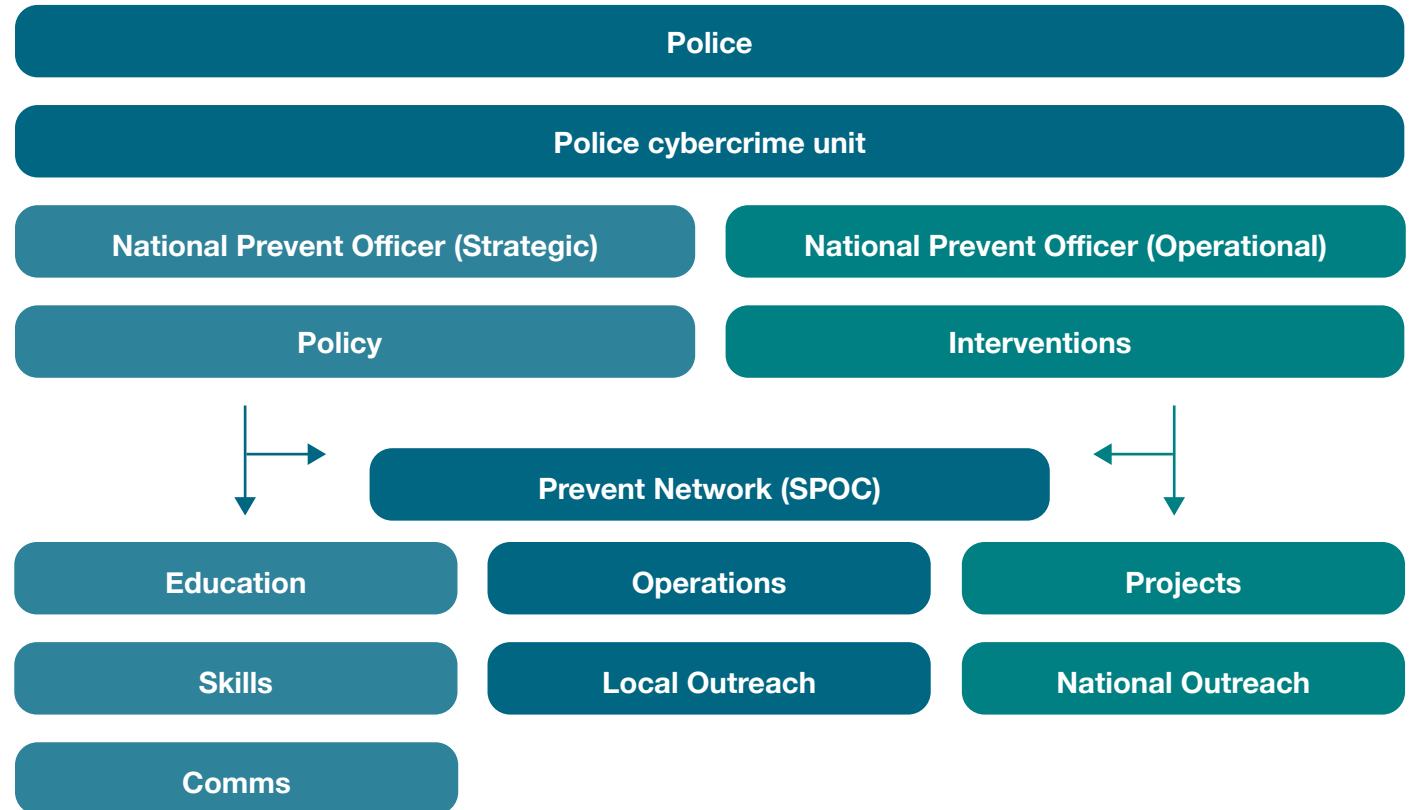 Police
Police cybercrime unit
National Prevent Officer (Strategic)
National Prevent Officer (Operational)
Policy
Interventions
Prevent Network (SPOC)
Education
Operations
Projects
Skills
Local Outreach
National Outreach
Comms